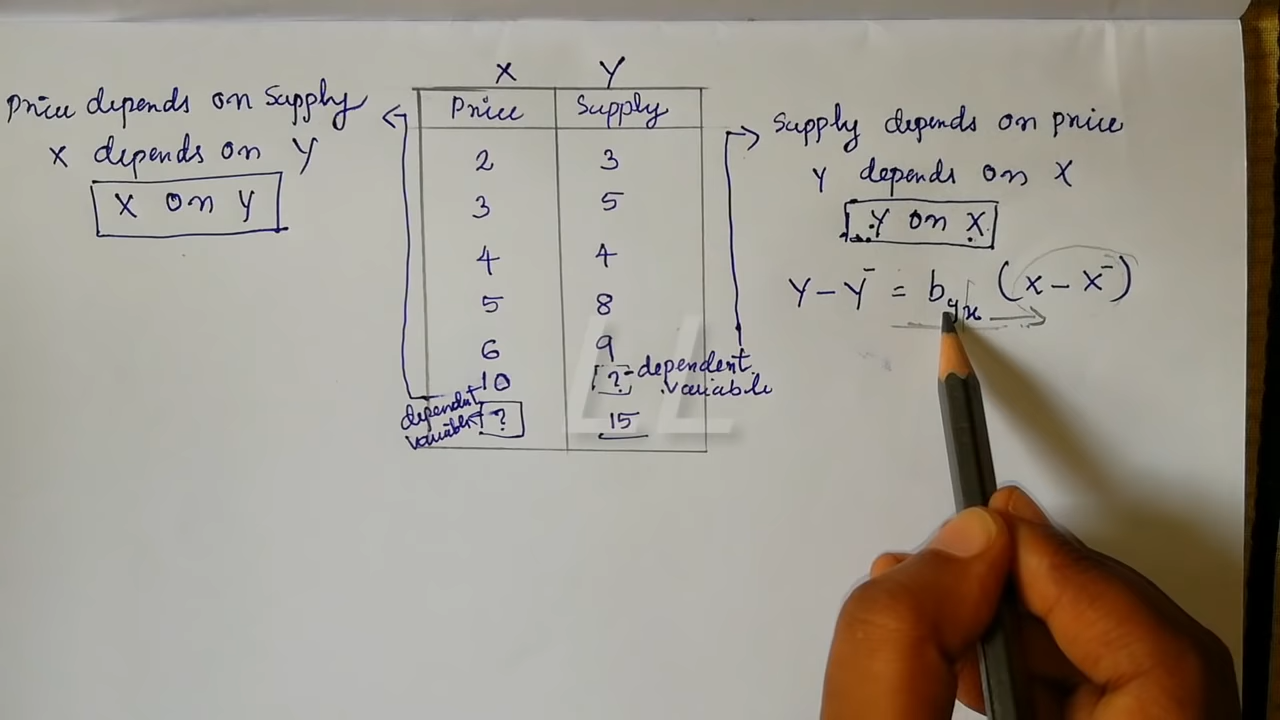 Price depends on Supply
X depends on Y
X on Y
X Y
Price Supply
2 3
3 5
4 4
5 8
6 9
10 ? - dependent variable
dependent variable ? 15
Supply depends on price
Y depends on X
Y on X
Y - Y̅ = byx (x - X̅)
LL